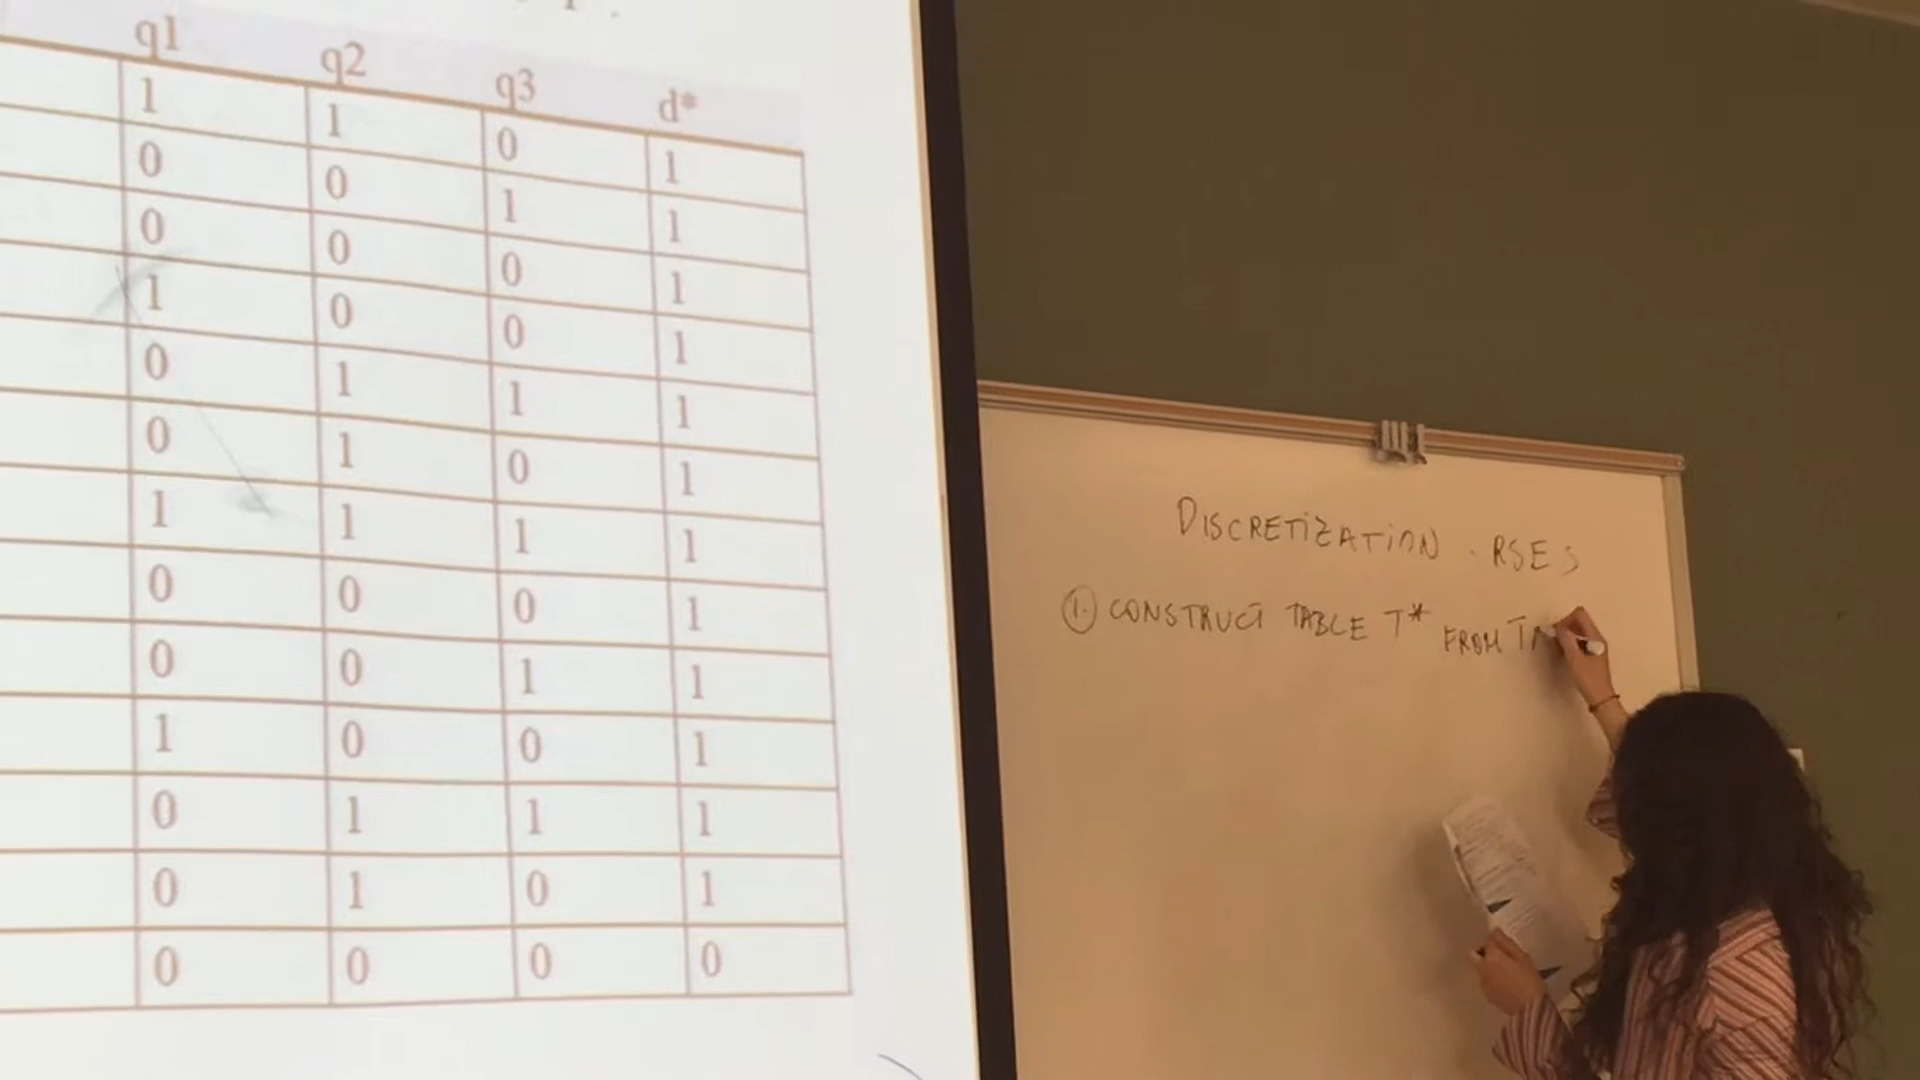 q1 q2 q3 d*
1 1 0 1
0 0 1 1
0 0 0 1
1 0 0 1
0 1 1 1
0 1 0 1
1 1 1 1
0 0 0 1
0 0 1 1
1 0 0 1
0 1 1 1
0 1 0 1
0 0 0 0
DISCRETIZATION . RSES
1. CONSTRUCT TABLE T* FROM